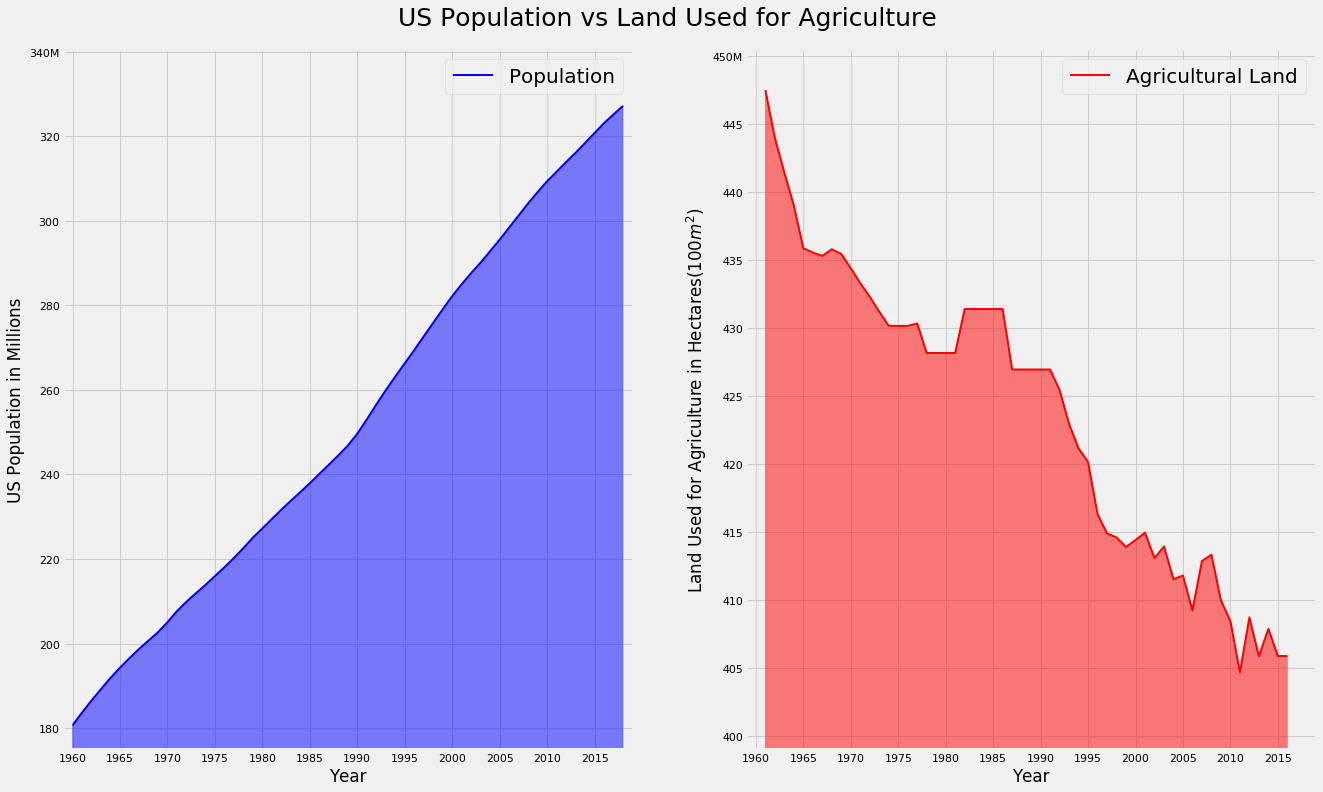 US Population vs Land Used for Agriculture
Population
340M
320
300
280
260
240
220
200
180
US Population in Millions
1960 1965 1970 1975 1980 1985 1990 1995 2000 2005 2010 2015
Year
Agricultural Land
450M
445
440
435
430
425
420
415
410
405
400
Land Used for Agriculture in Hectares(100m²)
1960 1965 1970 1975 1980 1985 1990 1995 2000 2005 2010 2015
Year